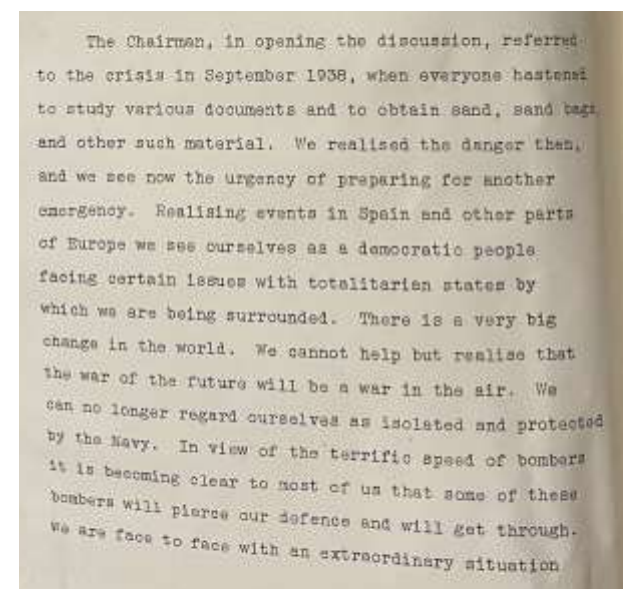 The Chairman, in opening the discussion, referred
to the crisis in September 1938, when everyone hastened
to study various documents and to obtain sand, sand bags
and other such material. We realised the danger then,
and we see now the urgency of preparing for another
emergency. Realising events in Spain and other parts
of Europe we see ourselves as a democratic people
facing certain issues with totalitarian states by
which we are being surrounded. There is a very big
change in the world. We cannot help but realise that
the war of the future will be a war in the air. We
can no longer regard ourselves as isolated and protected
by the Navy. In view of the terrific speed of bombers
it is becoming clear to most of us that some of these
bombers will pierce our defence and will get through.
We are face to face with an extraordinary situation